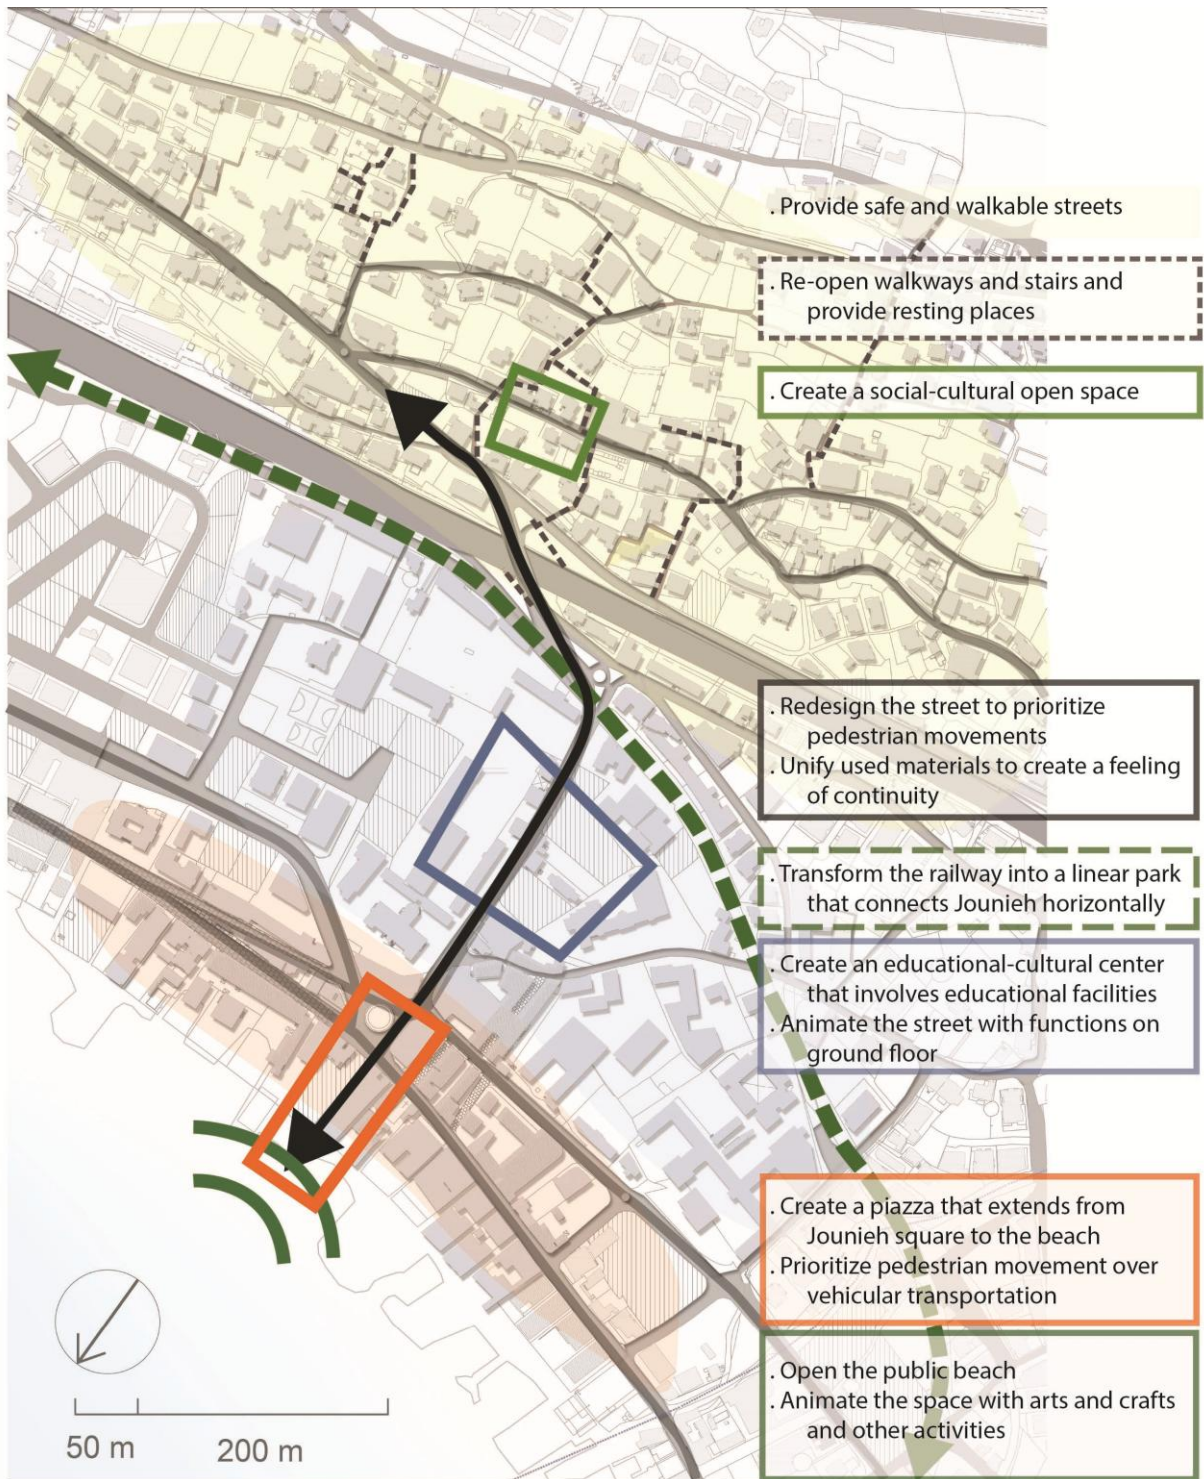 . Provide safe and walkable streets
. Re-open walkways and stairs and
provide resting places
. Create a social-cultural open space
. Redesign the street to prioritize
pedestrian movements
. Unify used materials to create a feeling
of continuity
. Transform the railway into a linear park
that connects Jounieh horizontally
. Create an educational-cultural center
that involves educational facilities
. Animate the street with functions on
ground floor
. Create a piazza that extends from
Jounieh square to the beach
. Prioritize pedestrian movement over
vehicular transportation
. Open the public beach
. Animate the space with arts and crafts
and other activities
50 m
200 m